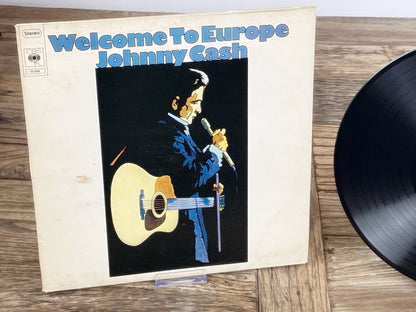 Stereo
Welcome To Europe
Johnny Cash
CBS